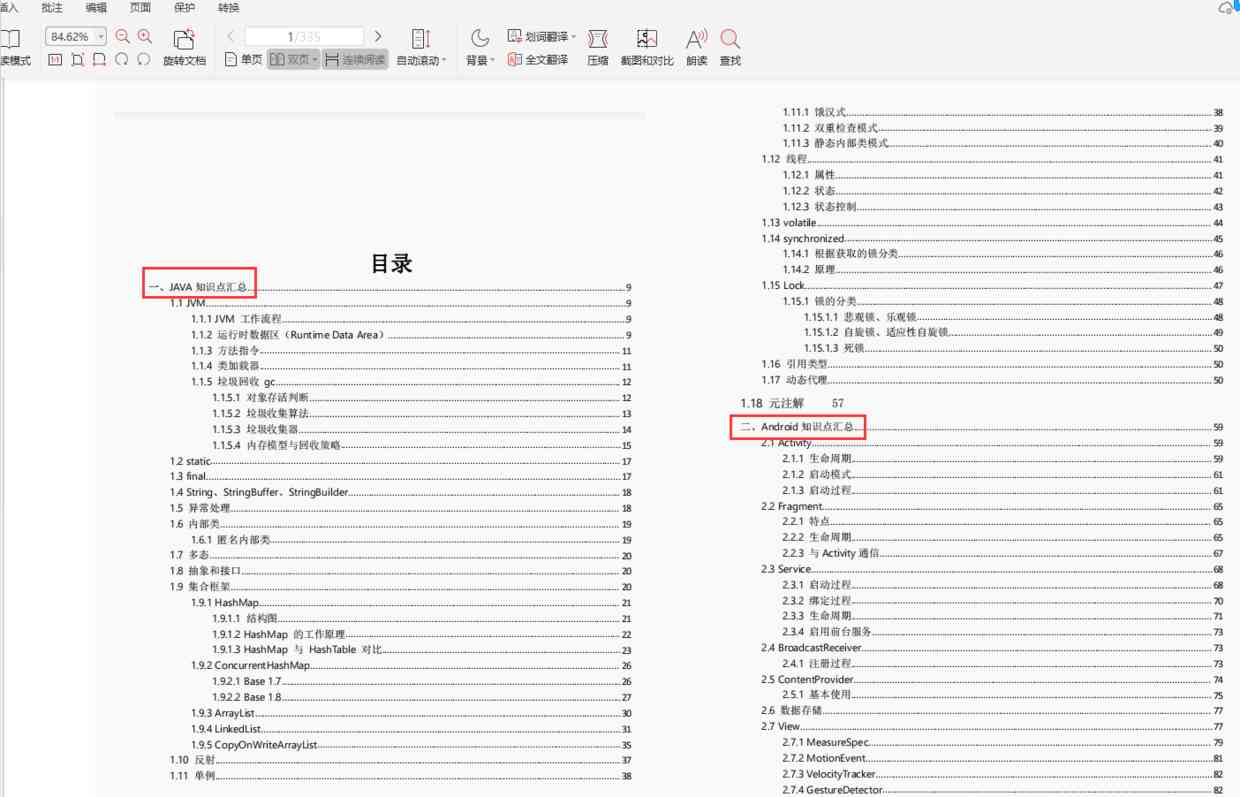 插入 批注 编辑 页面 保护 转换
84.62% 1/335 划词翻译
读模式 旋转文档 单页 双页 连续阅读 自动滚动 背景 全文翻译 压缩 截图和对比 朗读 查找
目录
一、JAVA 知识点汇总 9
1.1 JVM 9
1.1.1 JVM 工作流程 9
1.1.2 运行时数据区（Runtime Data Area） 9
1.1.3 方法指令 11
1.1.4 类加载器 11
1.1.5 垃圾回收 gc 12
1.1.5.1 对象存活判断 12
1.1.5.2 垃圾收集算法 13
1.1.5.3 垃圾收集器 14
1.1.5.4 内存模型与回收策略 15
1.2 static 17
1.3 final 17
1.4 String、StringBuffer、StringBuilder 18
1.5 异常处理 18
1.6 内部类 19
1.6.1 匿名内部类 19
1.7 多态 20
1.8 抽象和接口 20
1.9 集合框架 20
1.9.1 HashMap 21
1.9.1.1 结构图 21
1.9.1.2 HashMap 的工作原理 22
1.9.1.3 HashMap 与 HashTable 对比 23
1.9.2 ConcurrentHashMap 26
1.9.2.1 Base 1.7 26
1.9.2.2 Base 1.8 27
1.9.3 ArrayList 30
1.9.4 LinkedList 31
1.9.5 CopyOnWriteArrayList 35
1.10 反射 37
1.11 单例 38
1.11.1 饿汉式 38
1.11.2 双重检查模式 39
1.11.3 静态内部类模式 40
1.12 线程 41
1.12.1 属性 41
1.12.2 状态 42
1.12.3 状态控制 43
1.13 volatile 44
1.14 synchronized 45
1.14.1 根据获取的锁分类 46
1.14.2 原理 46
1.15 Lock 47
1.15.1 锁的分类 48
1.15.1.1 悲观锁、乐观锁 48
1.15.1.2 自旋锁、适应性自旋锁 49
1.15.1.3 死锁 50
1.16 引用类型 50
1.17 动态代理 50
1.18 元注解 57
二、Android 知识点汇总 59
2.1 Activity 59
2.1.1 生命周期 59
2.1.2 启动模式 61
2.1.3 启动过程 61
2.2 Fragment 65
2.2.1 特点 65
2.2.2 生命周期 65
2.2.3 与 Activity 通信 67
2.3 Service 68
2.3.1 启动过程 68
2.3.2 绑定过程 70
2.3.3 生命周期 71
2.3.4 启用前台服务 73
2.4 BroadcastReceiver 73
2.4.1 注册过程 73
2.5 ContentProvider 74
2.5.1 基本使用 75
2.6 数据存储 77
2.7 View 77
2.7.1 MeasureSpec 79
2.7.2 MotionEvent 81
2.7.3 VelocityTracker 82
2.7.4 GestureDetector 82